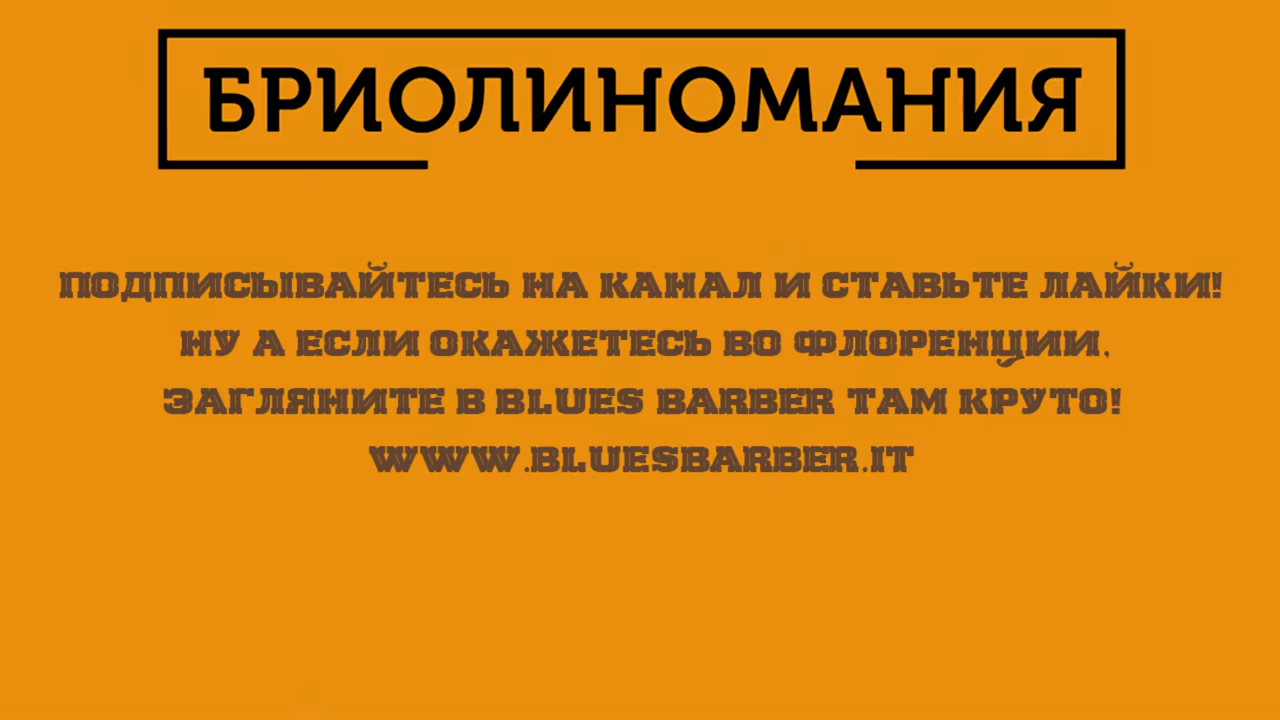 БРИОЛИНОМАНИЯ
ПОДПИСЫВАЙТЕСЬ НА КАНАЛ И СТАВЬТЕ ЛАЙКИ!
НУ А ЕСЛИ ОКАЖЕТЕСЬ ВО ФЛОРЕНЦИИ,
ЗАГЛЯНИТЕ В BLUES BARBER ТАМ КРУТО!
WWW.BLUESBARBER.IT